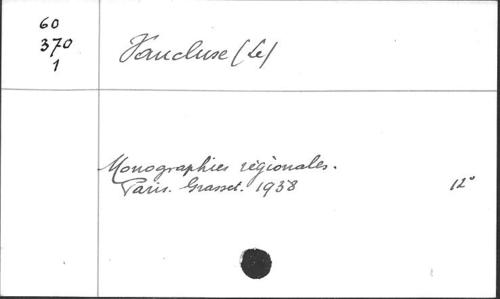 60
370
1
Vaucluse (Le)
Monographies régionales.
Paris. Grasset. 1938
12°